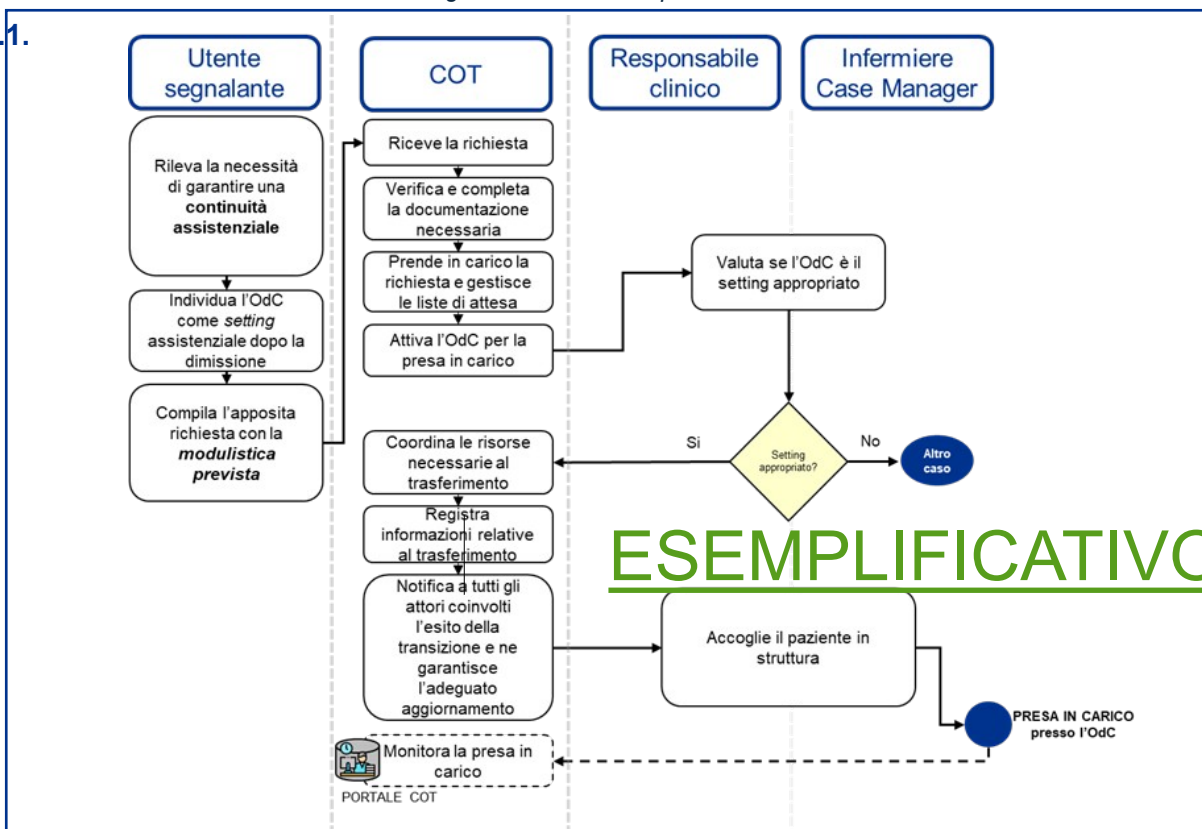 .1.
Utente
segnalante
COT
Responsabile
clinico
Infermiere
Case Manager
Rileva la necessità
di garantire una
continuità
assistenziale
Individua l'OdC
come setting
assistenziale dopo la
dimissione
Compila l'apposita
richiesta con la
modulistica
prevista
Riceve la richiesta
Verifica e completa
la documentazione
necessaria
Prende in carico la
richiesta e gestisce
le liste di attesa
Attiva l'OdC per la
presa in carico
Valuta se l'OdC è il
setting appropriato
Setting
appropriato?
Si
No
Altro
caso
Coordina le risorse
necessarie al
trasferimento
Registra
informazioni relative
al trasferimento
Notifica a tutti gli
attori coinvolti
l'esito della
transizione e ne
garantisce
l'adeguato
aggiornamento
ESEMPLIFICATIVO
Accoglie il paziente in
struttura
PRESA IN CARICO
presso l'OdC
Monitora la presa in
carico
PORTALE COT